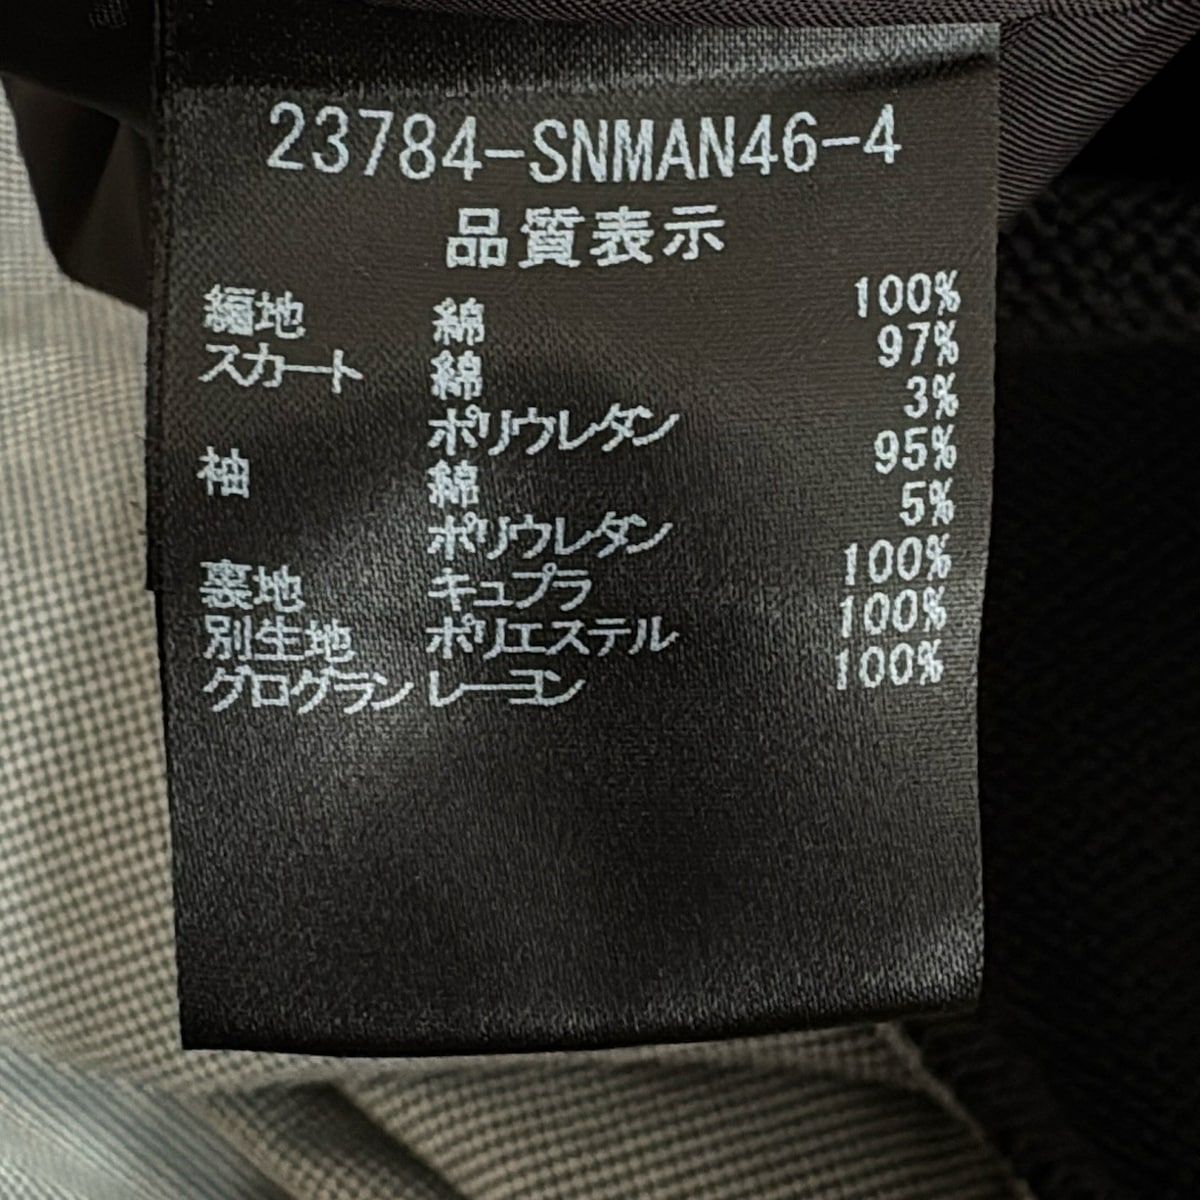 23784-SNMAN46-4
品質表示
編地 綿 100%
スカート 綿 97%
ポリウレタン 3%
袖 綿 95%
ポリウレタン 5%
裏地 キュプラ 100%
別生地 ポリエステル 100%
グログラン レーヨン 100%